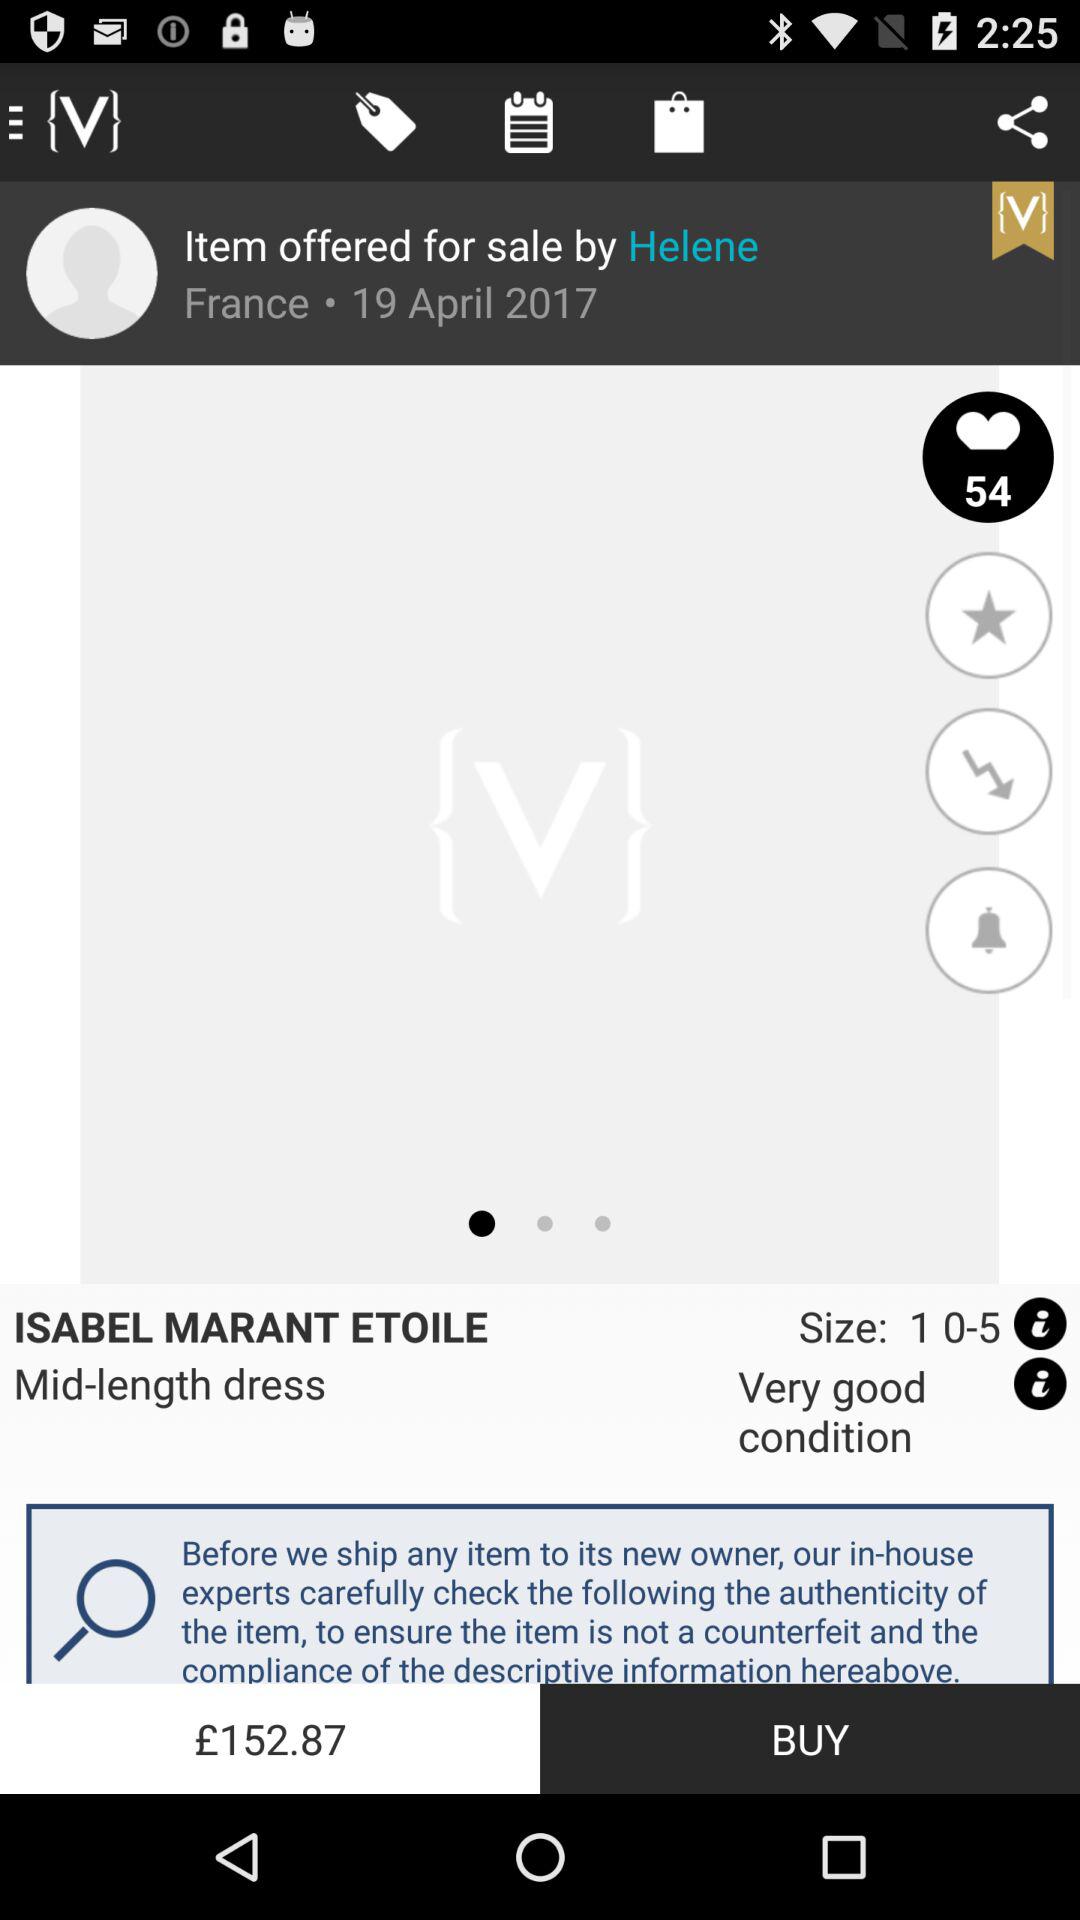 2:25
{V}
{V}
Item offered for sale by Helene
France • 19 April 2017
54
{V}
ISABEL MARANT ETOILE
Size: 1 0-5
Mid-length dress
Very good
condition
Before we ship any item to its new owner, our in-house
experts carefully check the following the authenticity of
the item, to ensure the item is not a counterfeit and the
compliance of the descriptive information hereabove.
£152.87
BUY